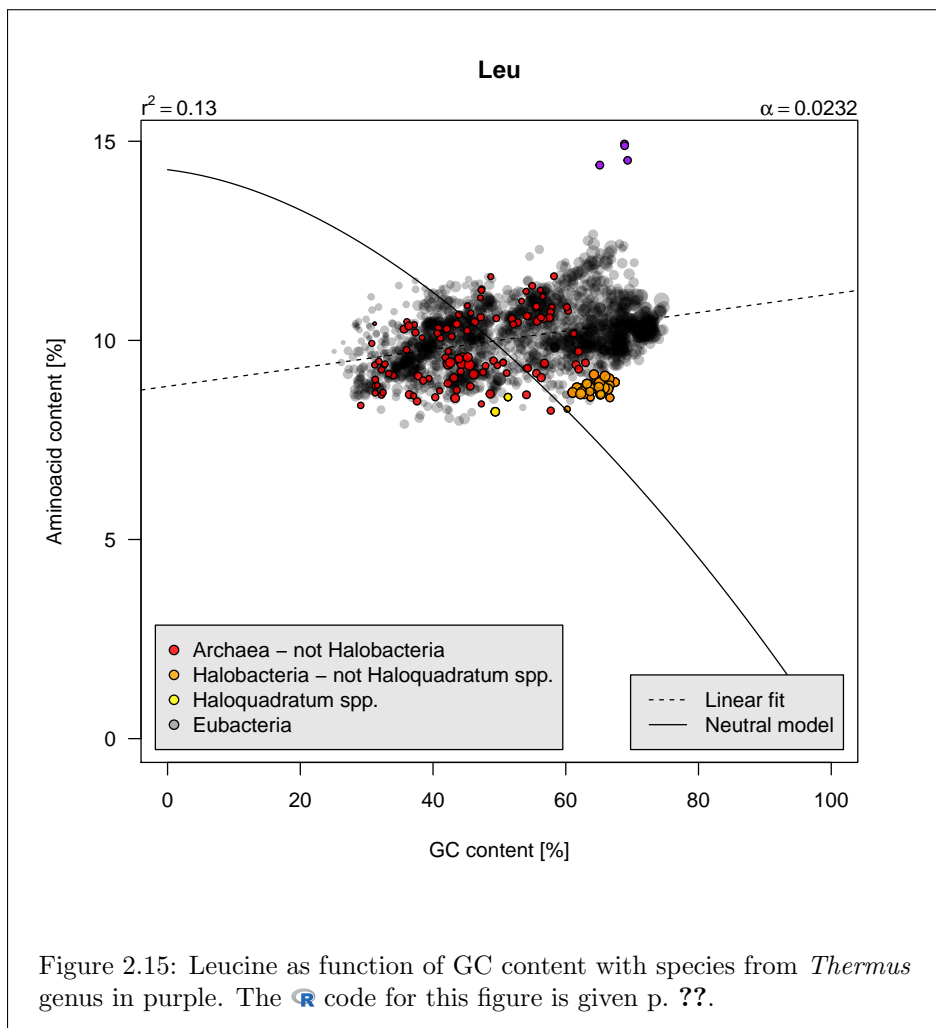 Leu
r² = 0.13
α = 0.0232
15
10
5
0
Aminoacid content [%]
Archaea − not Halobacteria
Halobacteria − not Haloquadratum spp.
Haloquadratum spp.
Eubacteria
Linear fit
Neutral model
0 20 40 60 80 100
GC content [%]
Figure 2.15: Leucine as function of GC content with species from Thermus
genus in purple. The R code for this figure is given p. ??.